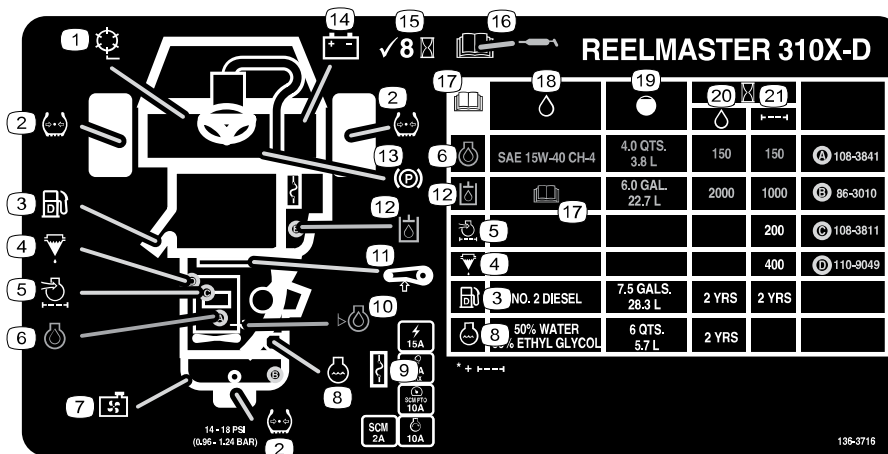 1
14
15
16
✓8
REELMASTER 310X-D
17
18
19
20
21
2
2
13
P
6
SAE 15W-40 CH-4
4.0 QTS.
3.8 L
150
150
A 108-3841
12
17
6.0 GAL.
22.7 L
2000
1000
B 86-3010
3
D
12
5
200
C 108-3811
4
11
4
400
D 110-9049
5
C
10
3
NO. 2 DIESEL
7.5 GALS.
28.3 L
2 YRS
2 YRS
6
A
8
50% WATER
ETHYL GLYCOL
6 QTS.
5.7 L
2 YRS
15A
9
* +
7
B
8
SCM PTO
10A
14 - 18 PSI
(0.96 - 1.24 BAR)
2
SCM
2A
10A
136-3716